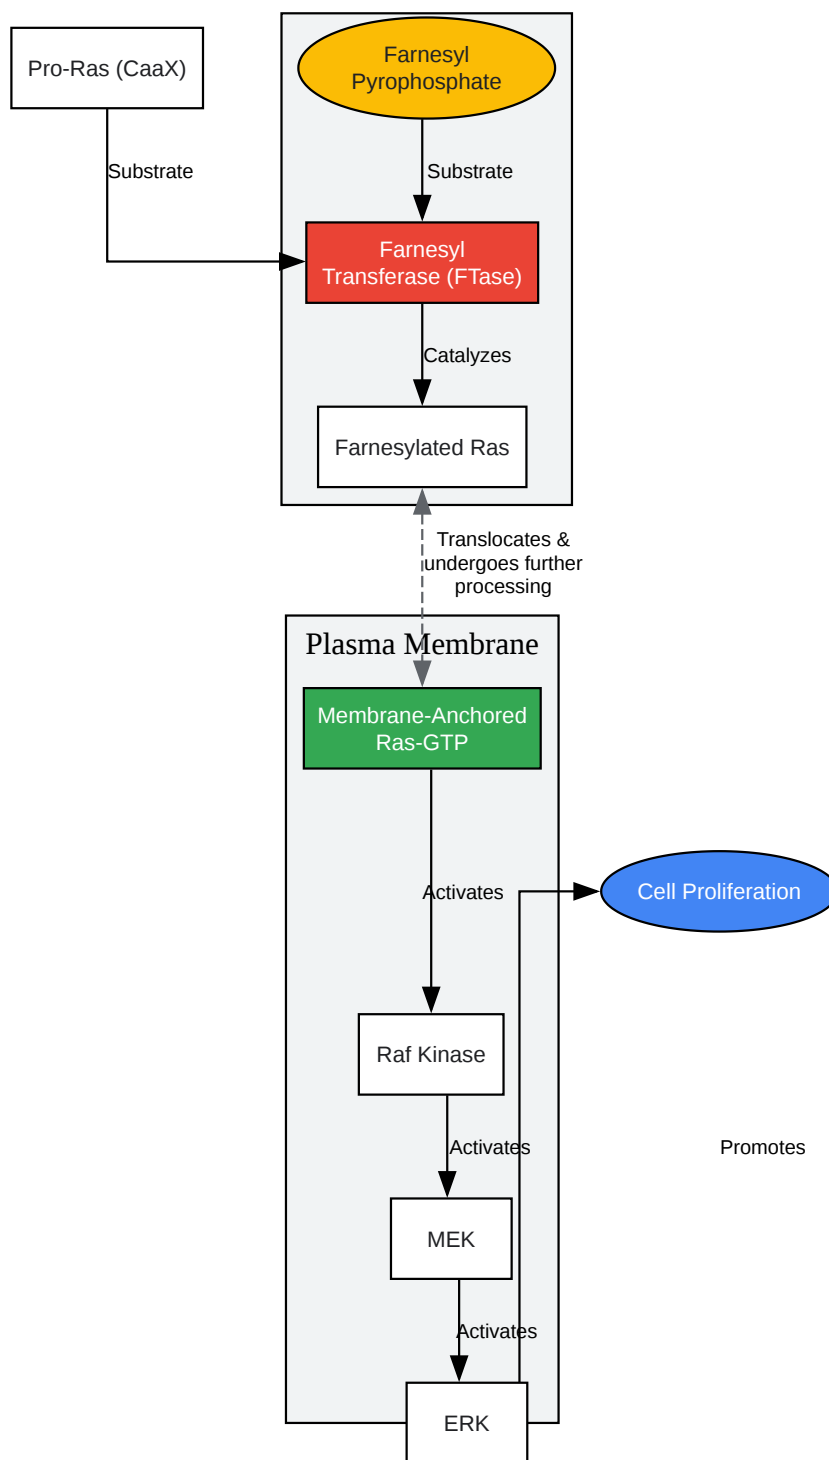 Pro-Ras (CaaX)
Farnesyl
Pyrophosphate
Substrate
Substrate
Farnesyl
Transferase (FTase)
Catalyzes
Farnesylated Ras
Translocates &
undergoes further
processing
Plasma Membrane
Membrane-Anchored
Ras-GTP
Activates
Cell Proliferation
Raf Kinase
Activates
Promotes
MEK
Activates
ERK